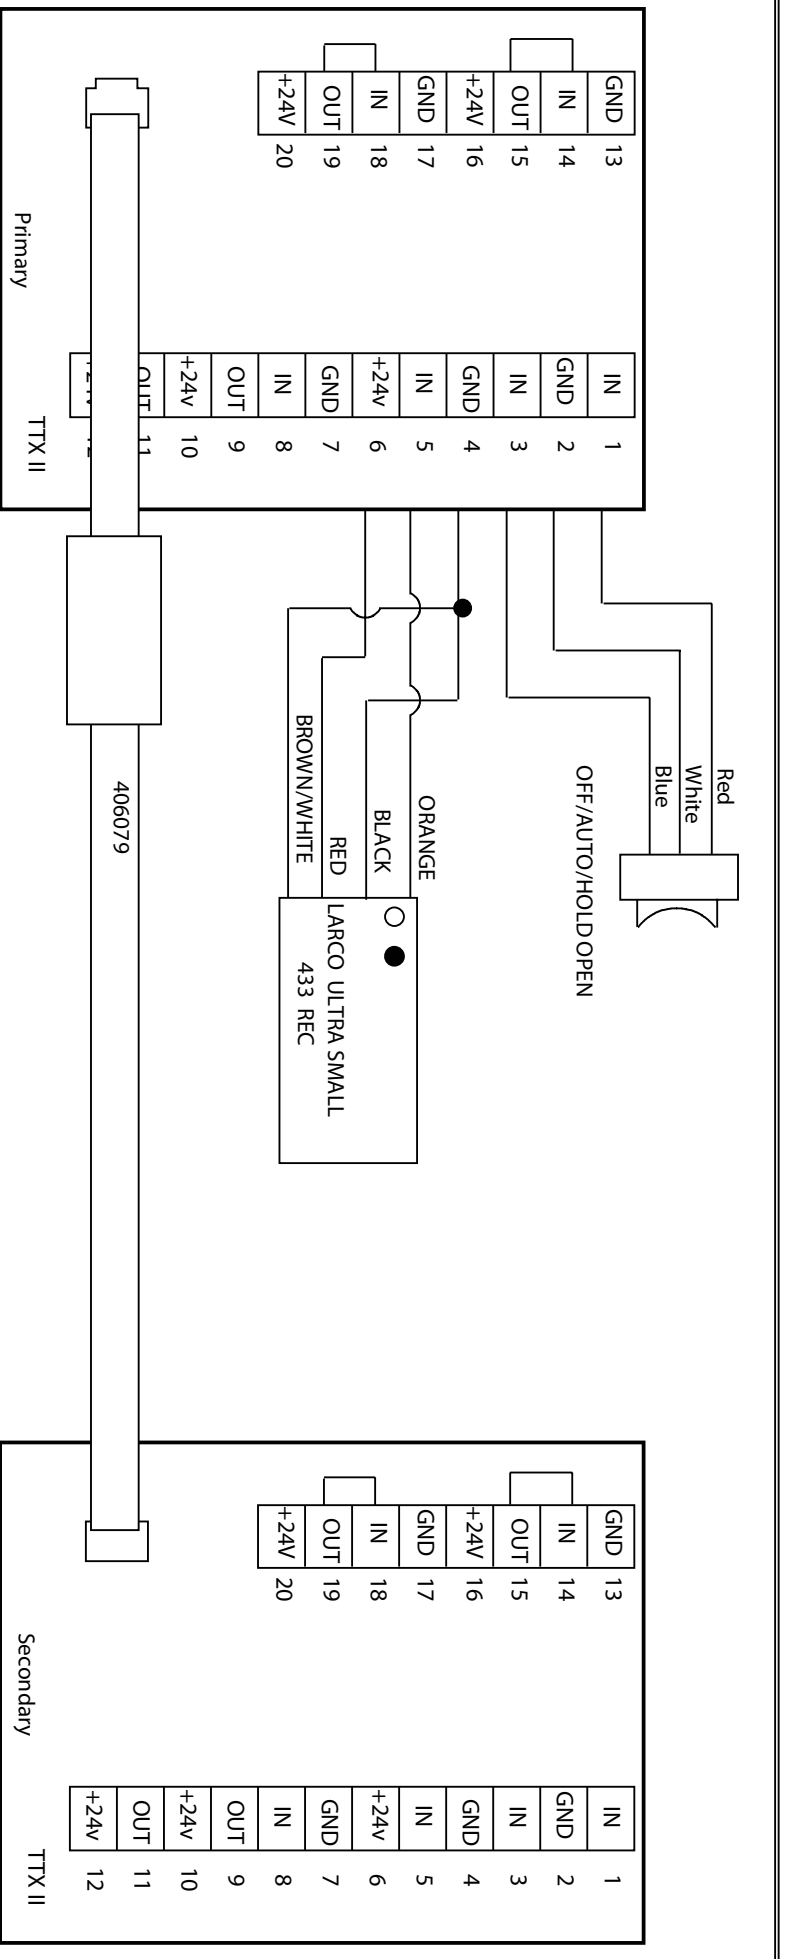 Red
White
Blue
OFF/AUTO/HOLD OPEN
GND 13
IN 14
OUT 15
+24V 16
GND 17
IN 18
OUT 19
+24V 20
IN 1
GND 2
IN 3
GND 4
IN 5
+24v 6
GND 7
IN 8
OUT 9
+24v 10
OUT 11
Primary
TTX II
ORANGE
BLACK
RED
BROWN/WHITE
LARCO ULTRA SMALL
433 REC
406079
GND 13
IN 14
OUT 15
+24V 16
GND 17
IN 18
OUT 19
+24V 20
IN 1
GND 2
IN 3
GND 4
IN 5
+24v 6
GND 7
IN 8
OUT 9
+24v 10
OUT 11
+24v 12
Secondary
TTX II